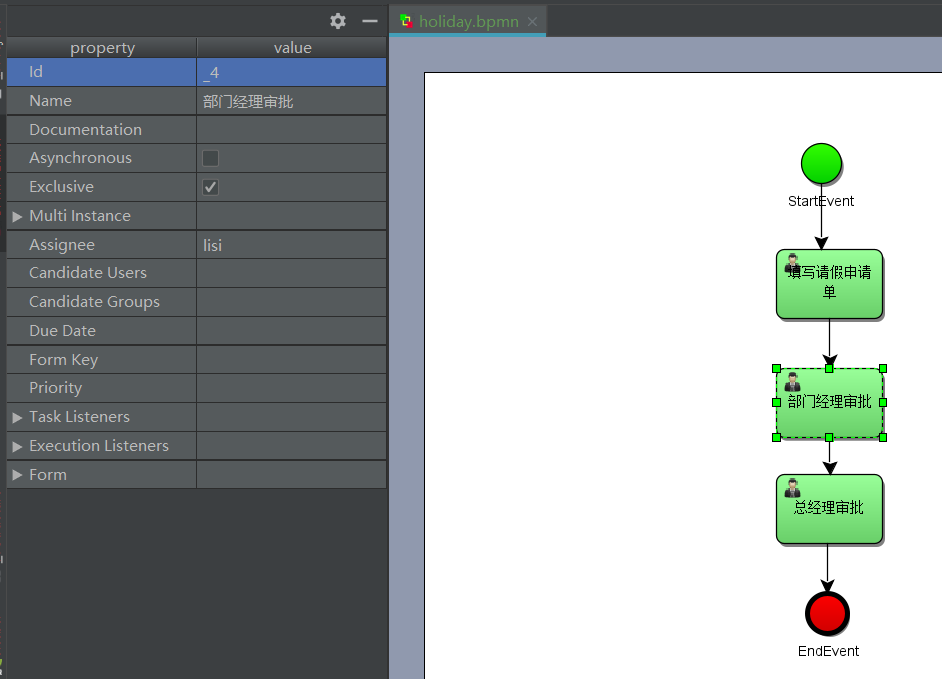 holiday.bpmn
property value
Id _4
Name 部门经理审批
Documentation
Asynchronous
Exclusive
Multi Instance
Assignee lisi
Candidate Users
Candidate Groups
Due Date
Form Key
Priority
Task Listeners
Execution Listeners
Form
StartEvent
填写请假申请
单
部门经理审批
总经理审批
EndEvent